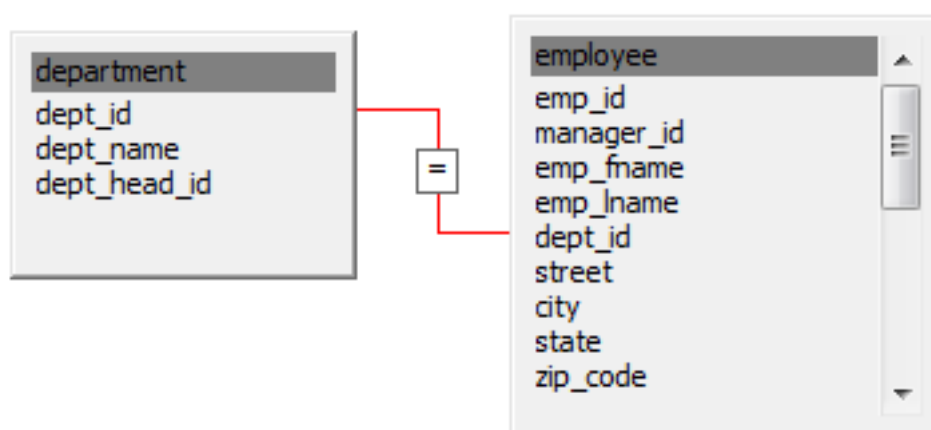 department
dept_id
dept_name
dept_head_id
=
employee
emp_id
manager_id
emp_fname
emp_lname
dept_id
street
city
state
zip_code